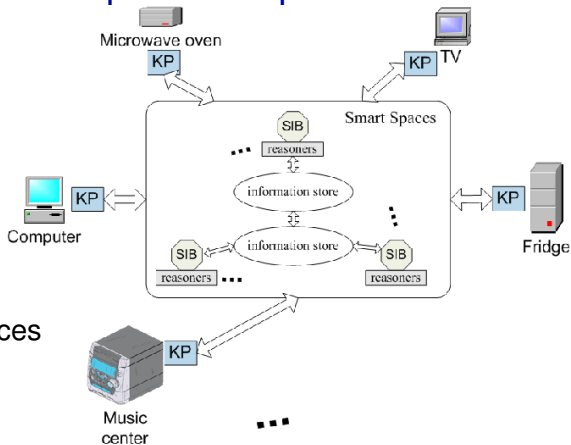 Microwave oven
KP
KP
TV
Smart Spaces
SIB
...
reasoners
information store
KP
KP
Computer
Fridge
...
information store
SIB
SIB
reasoners
...
reasoners
ces
KP
Music
center
...